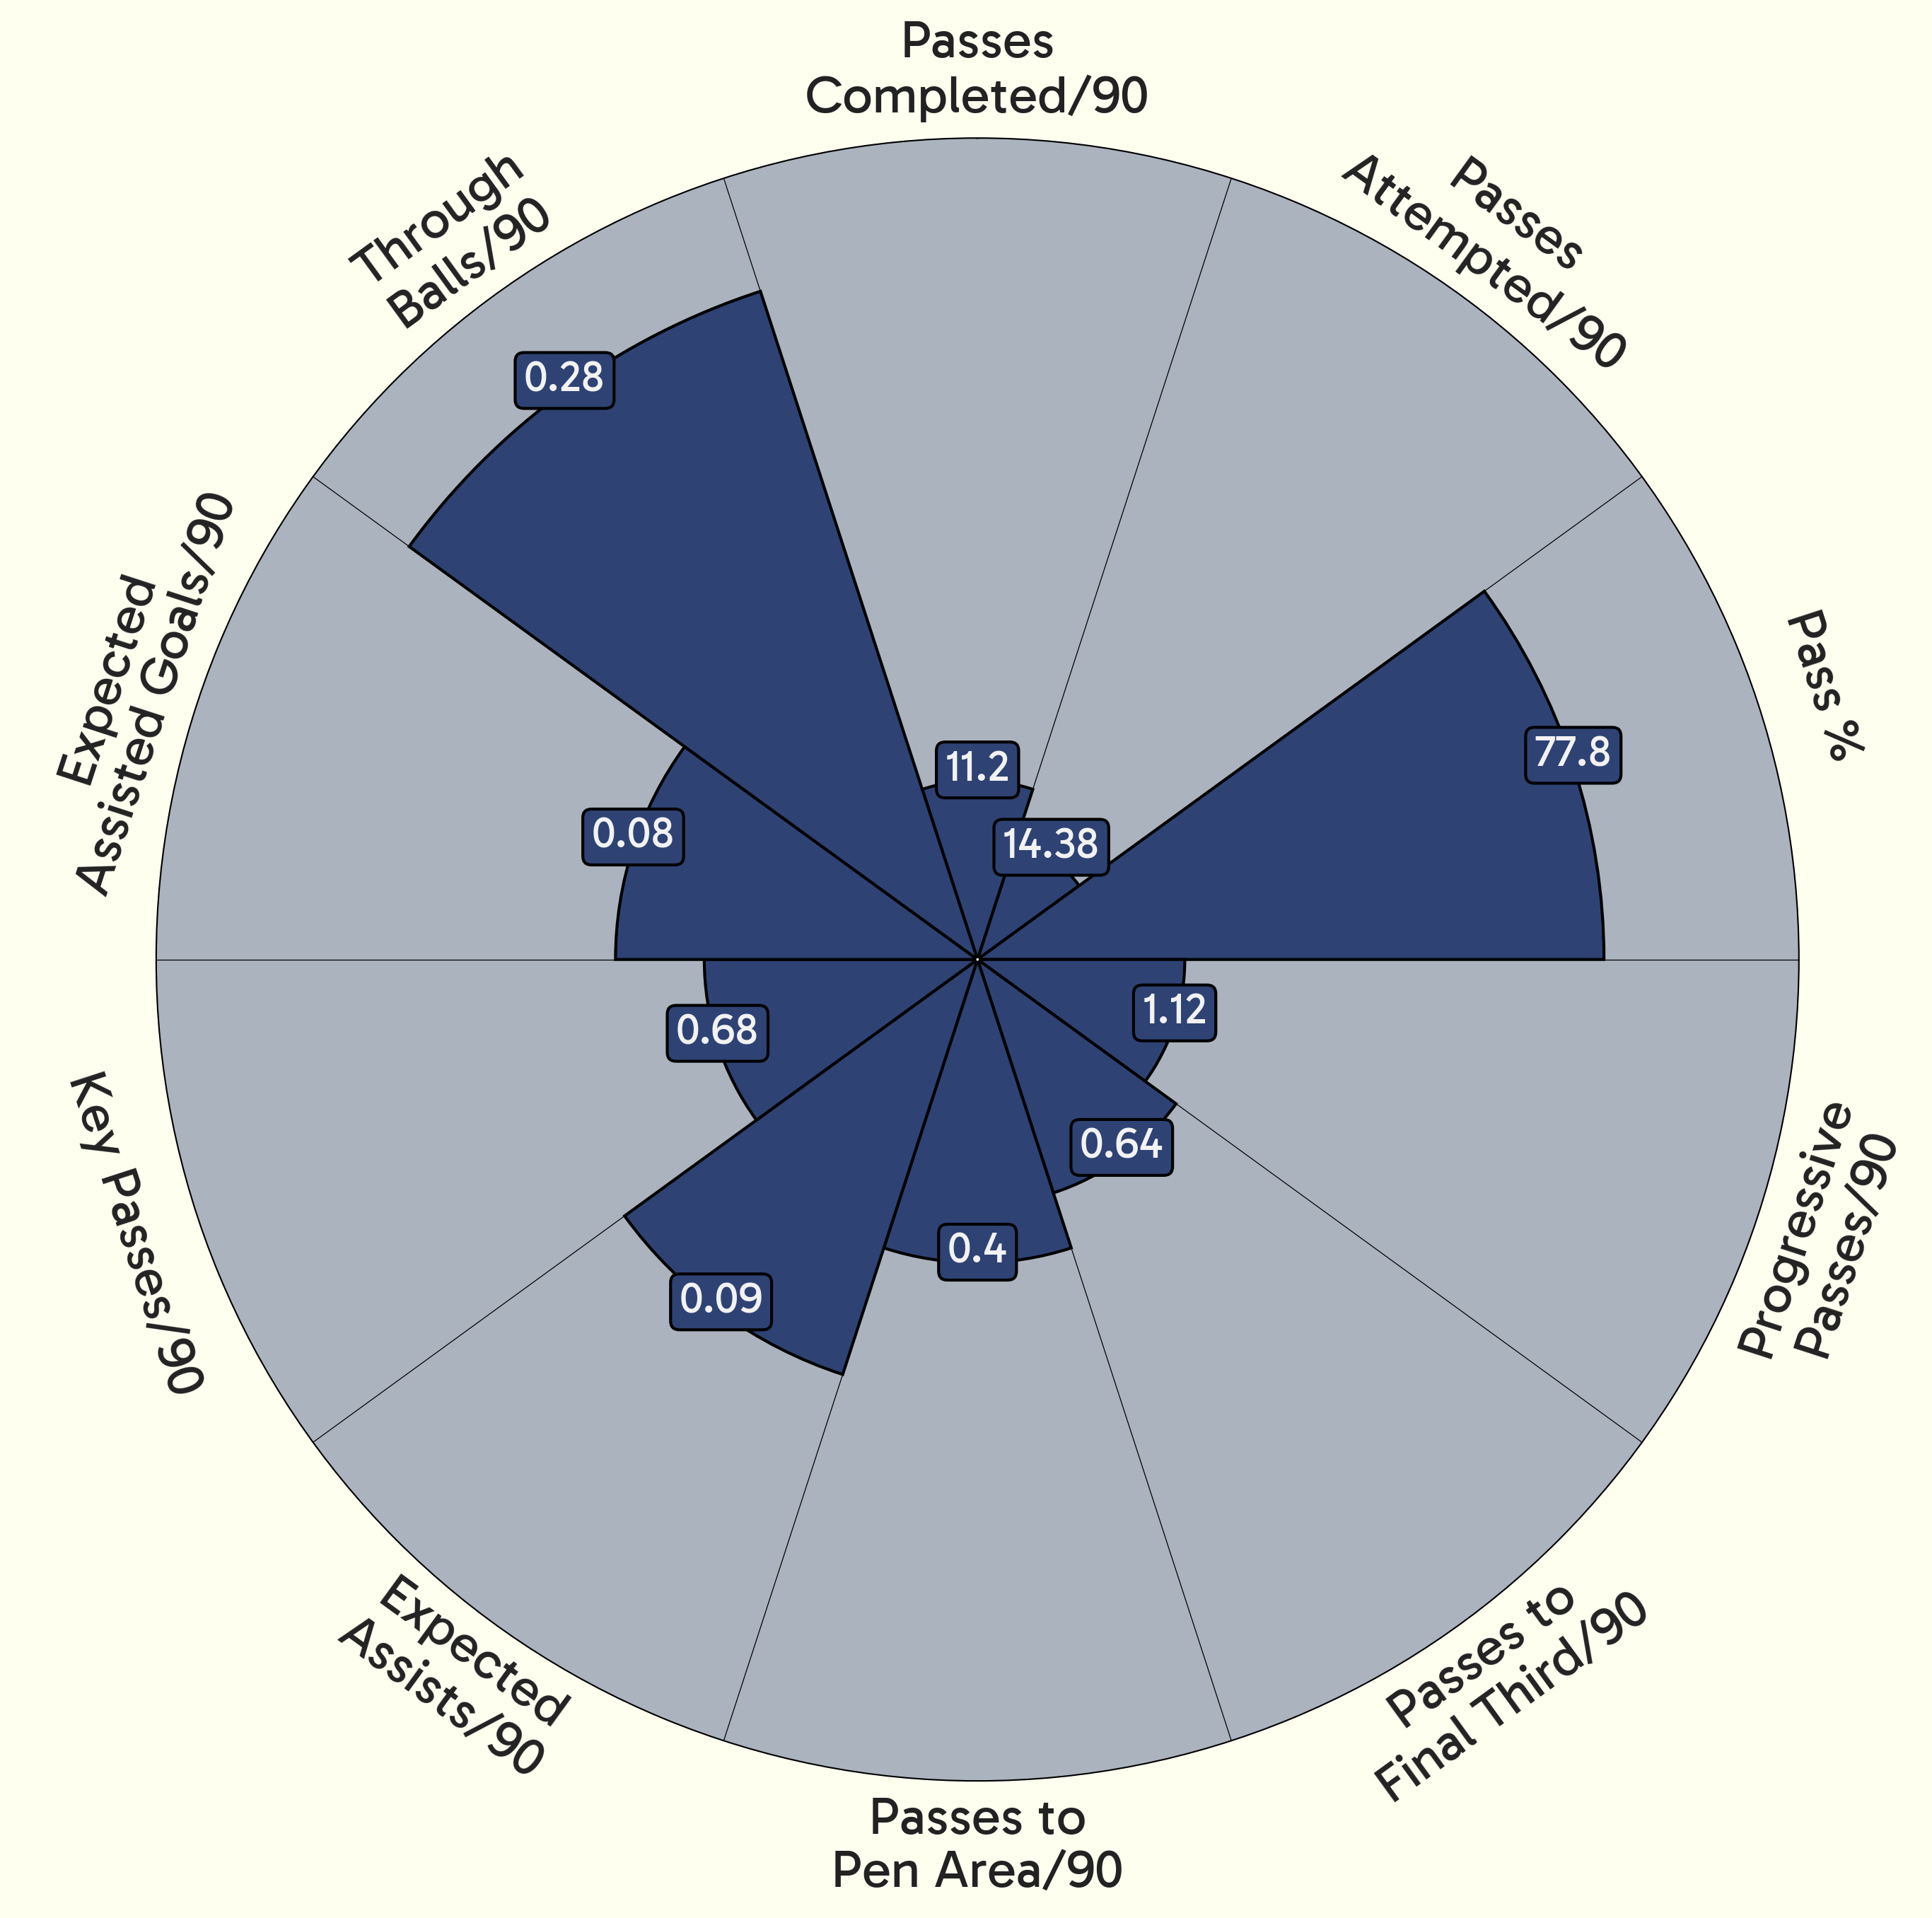 Passes
Completed/90
Passes
Attempted/90
Pass %
Progressive
Passes/90
Passes to
Final Third/90
Passes to
Pen Area/90
Expected
Assists/90
Key Passes/90
Expected
Assisted Goals/90
Through
Balls/90
11.2
14.38
77.8
1.12
0.64
0.4
0.09
0.68
0.08
0.28